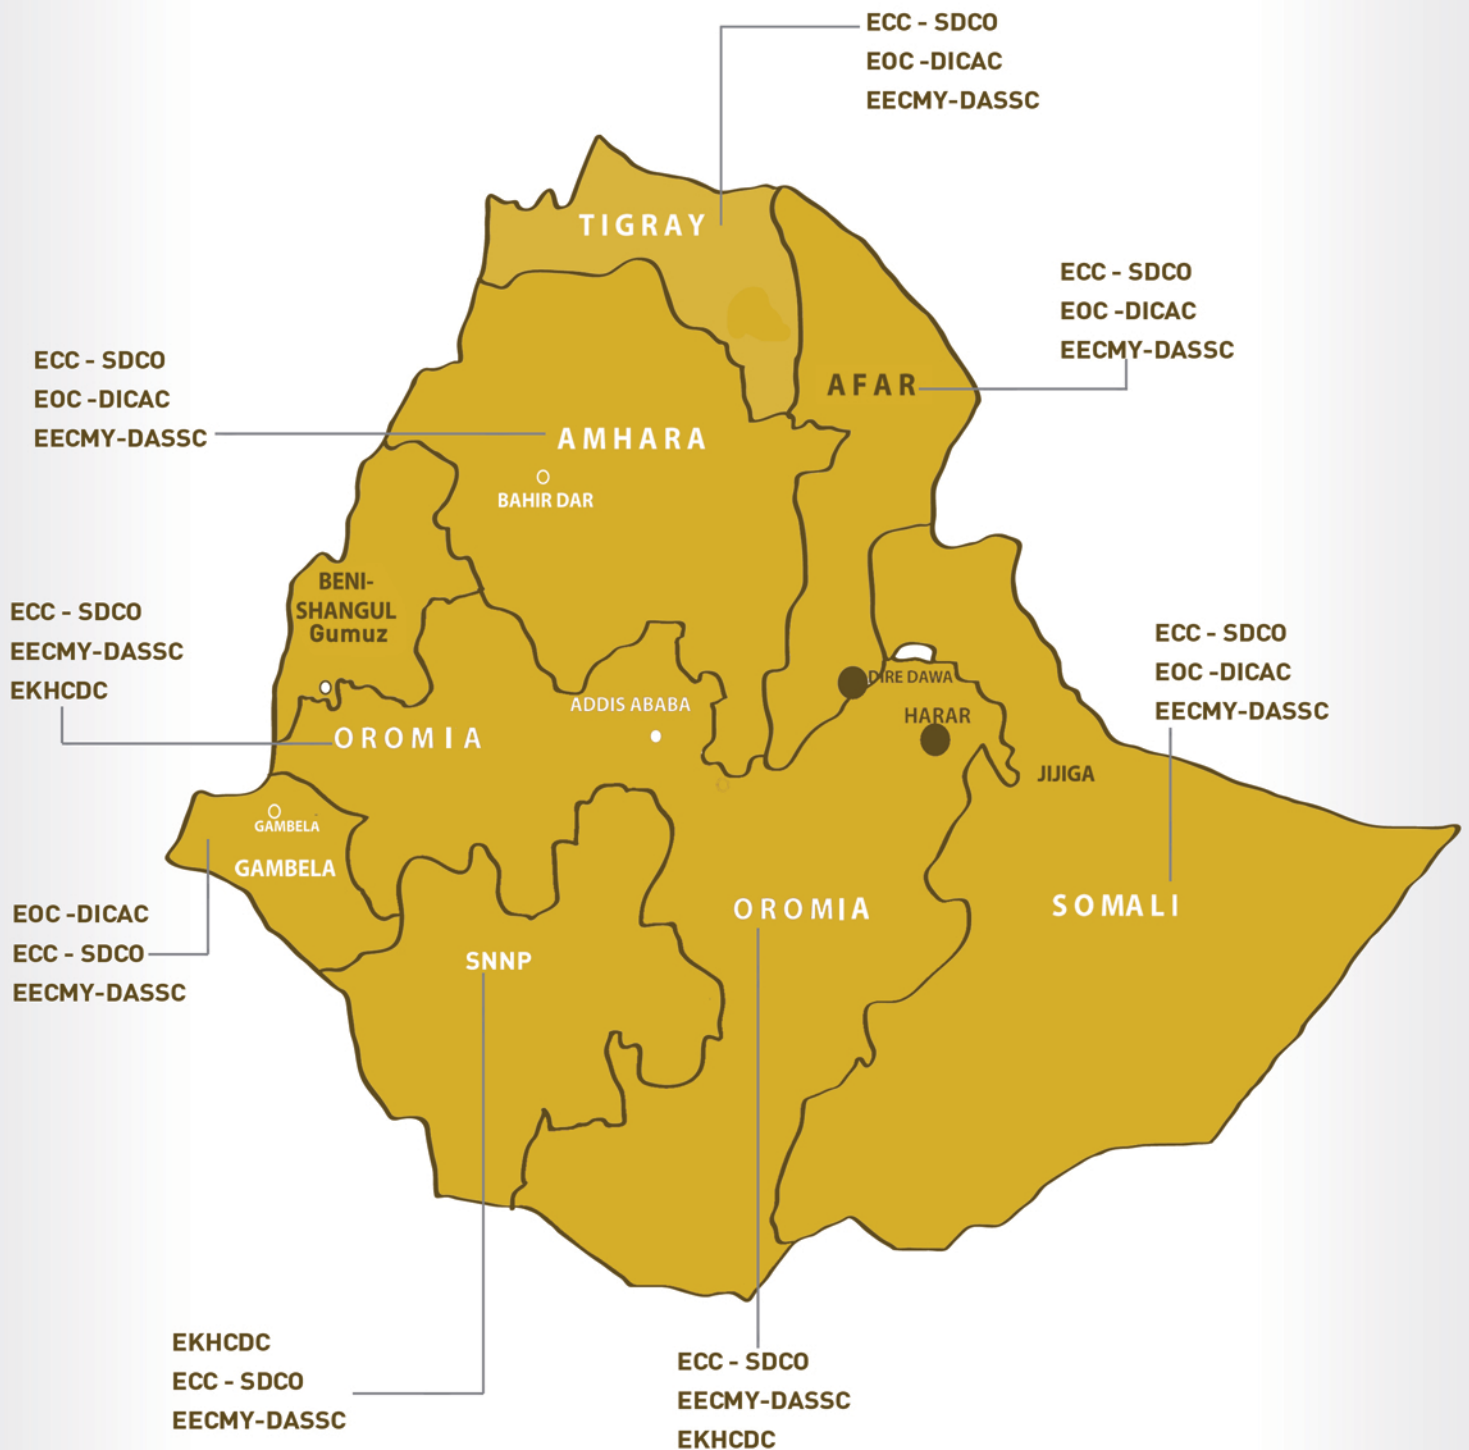 ECC - SDCO
EOC -DICAC
EECMY-DASSC
TIGRAY
ECC - SDCO
EOC -DICAC
EECMY-DASSC
AFAR
ECC - SDCO
EOC -DICAC
EECMY-DASSC
AMHARA
BAHIR DAR
BENI-
SHANGUL
Gumuz
ECC - SDCO
EECMY-DASSC
EKHCDC
OROMIA
ADDIS ABABA
DIRE DAWA
HARAR
JIJIGA
ECC - SDCO
EOC -DICAC
EECMY-DASSC
GAMBELA
GAMBELA
EOC -DICAC
ECC - SDCO
EECMY-DASSC
SNNP
OROMIA
SOMALI
EKHCDC
ECC - SDCO
EECMY-DASSC
ECC - SDCO
EECMY-DASSC
EKHCDC